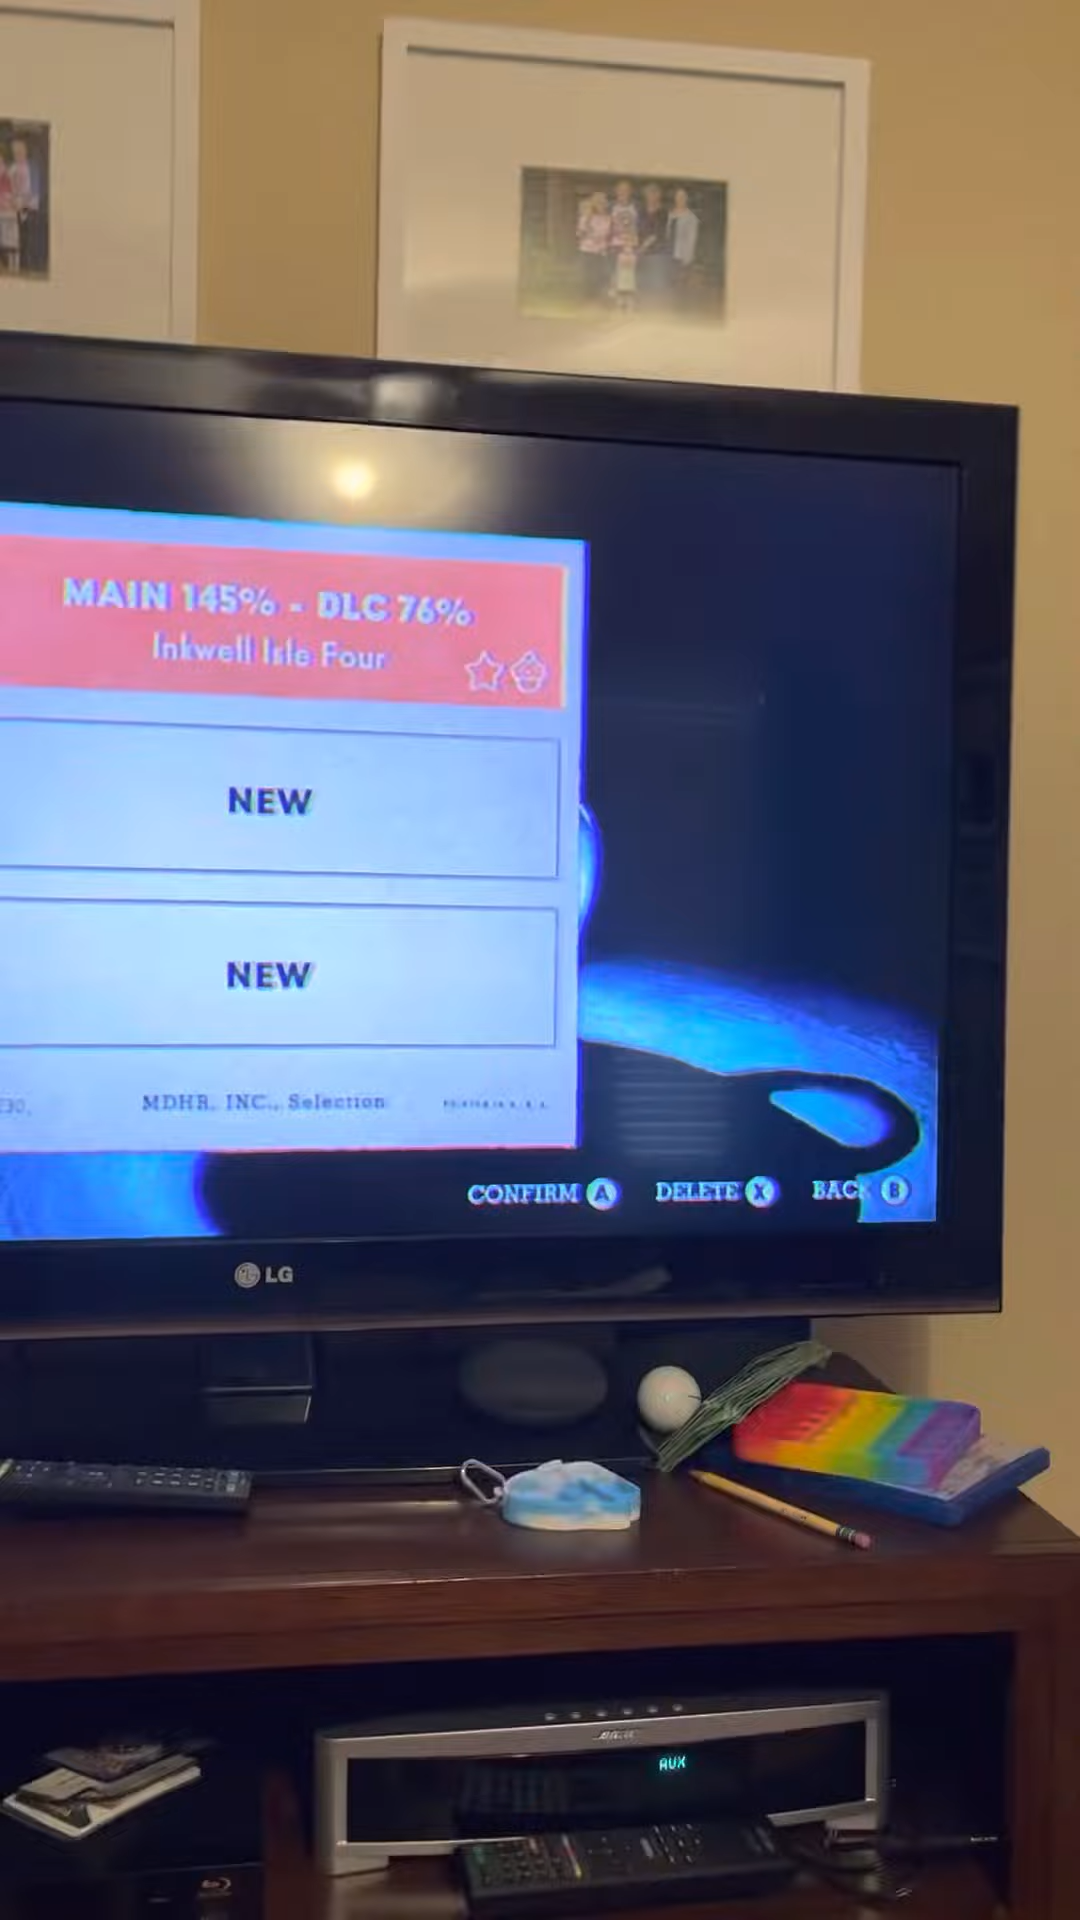 MAIN 145% - DLC 76%
Inkwell Isle Four
NEW
NEW
MDHR, INC., Selection
CONFIRM A DELETE X BACK B
LG
AUX